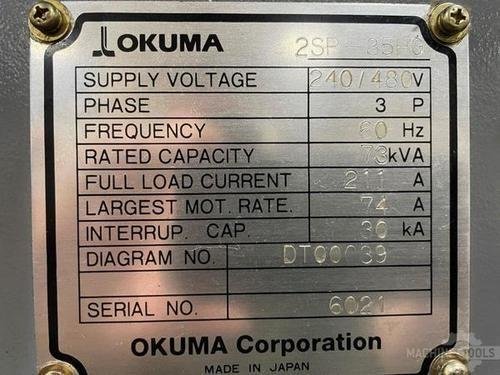 OKUMA 2SP-35HG
SUPPLY VOLTAGE 240/480V
PHASE 3 P
FREQUENCY 60 Hz
RATED CAPACITY 73kVA
FULL LOAD CURRENT 211 A
LARGEST MOT. RATE. 74 A
INTERRUP. CAP. 30 kA
DIAGRAM NO.
SERIAL NO. 6021
OKUMA Corporation
MADE IN JAPAN